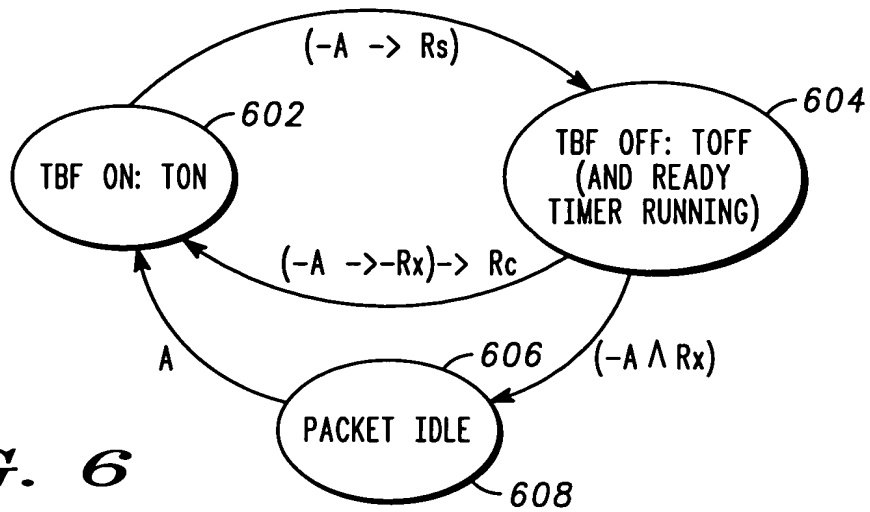 (-A -> Rs)
602
604
TBF ON: TON
TBF OFF: TOFF
(AND READY
TIMER RUNNING)
(-A ->-Rx)-> Rc
A
606
(-A Λ Rx)
PACKET IDLE
G. 6
608